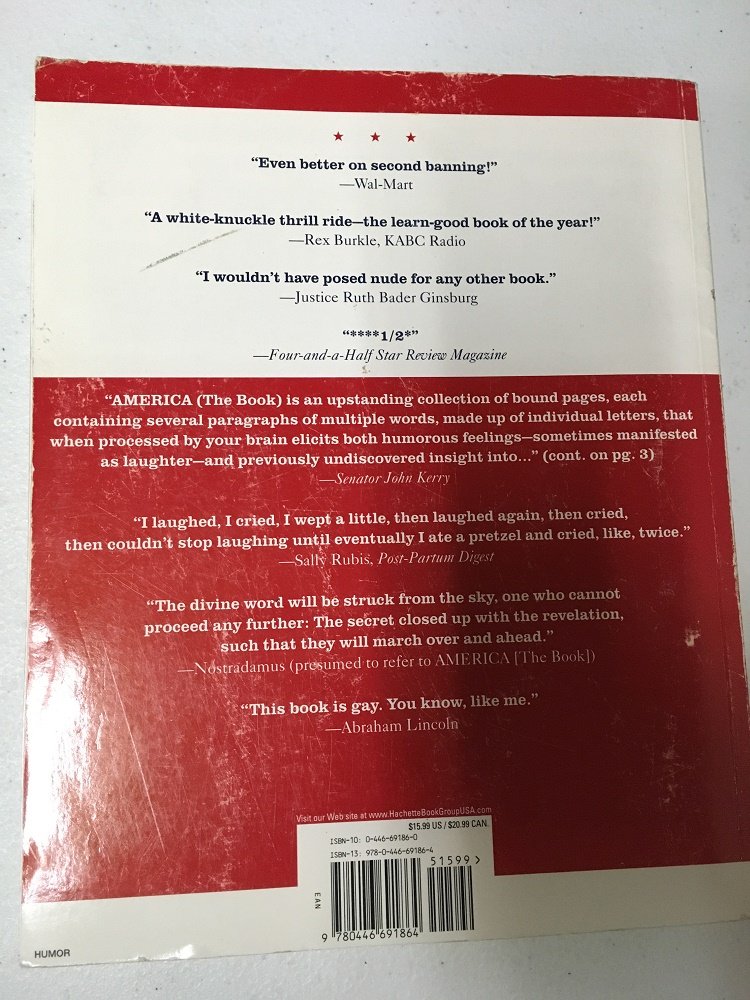 ★ ★ ★
“Even better on second banning!”
—Wal-Mart
“A white-knuckle thrill ride—the learn-good book of the year!”
—Rex Burkle, KABC Radio
“I wouldn’t have posed nude for any other book.”
—Justice Ruth Bader Ginsburg
“****1/2*”
—Four-and-a-Half Star Review Magazine
“AMERICA (The Book) is an upstanding collection of bound pages, each
containing several paragraphs of multiple words, made up of individual letters, that
when processed by your brain elicits both humorous feelings—sometimes manifested
as laughter—and previously undiscovered insight into...” (cont. on pg. 3)
—Senator John Kerry
“I laughed, I cried, I wept a little, then laughed again, then cried,
then couldn’t stop laughing until eventually I ate a pretzel and cried, like, twice.”
—Sally Rubis, Post-Partum Digest
“The divine word will be struck from the sky, one who cannot
proceed any further: The secret closed up with the revelation,
such that they will march over and ahead.”
—Nostradamus (presumed to refer to AMERICA [The Book])
“This book is gay. You know, like me.”
—Abraham Lincoln
Visit our Web site at www.HachetteBookGroupUSA.com
$15.99 US / $20.99 CAN.
ISBN-10: 0-446-69186-0
ISBN-13: 978-0-446-69186-4
51599>
EAN
9 780446 691864
HUMOR